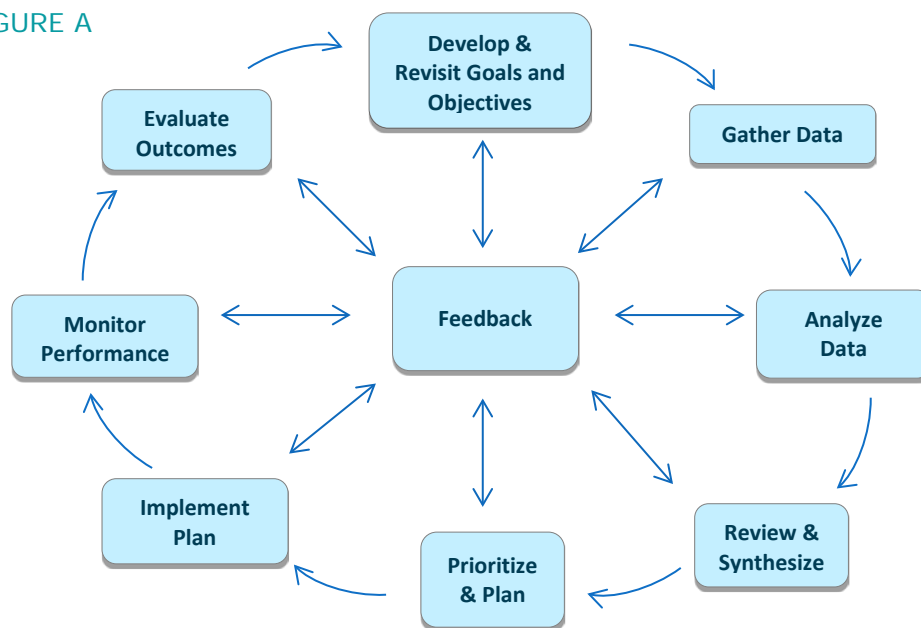 GURE A
Develop &
Revisit Goals and
Objectives
Evaluate
Outcomes
Gather Data
Feedback
Monitor
Performance
Analyze
Data
Implement
Plan
Review &
Synthesize
Prioritize
& Plan